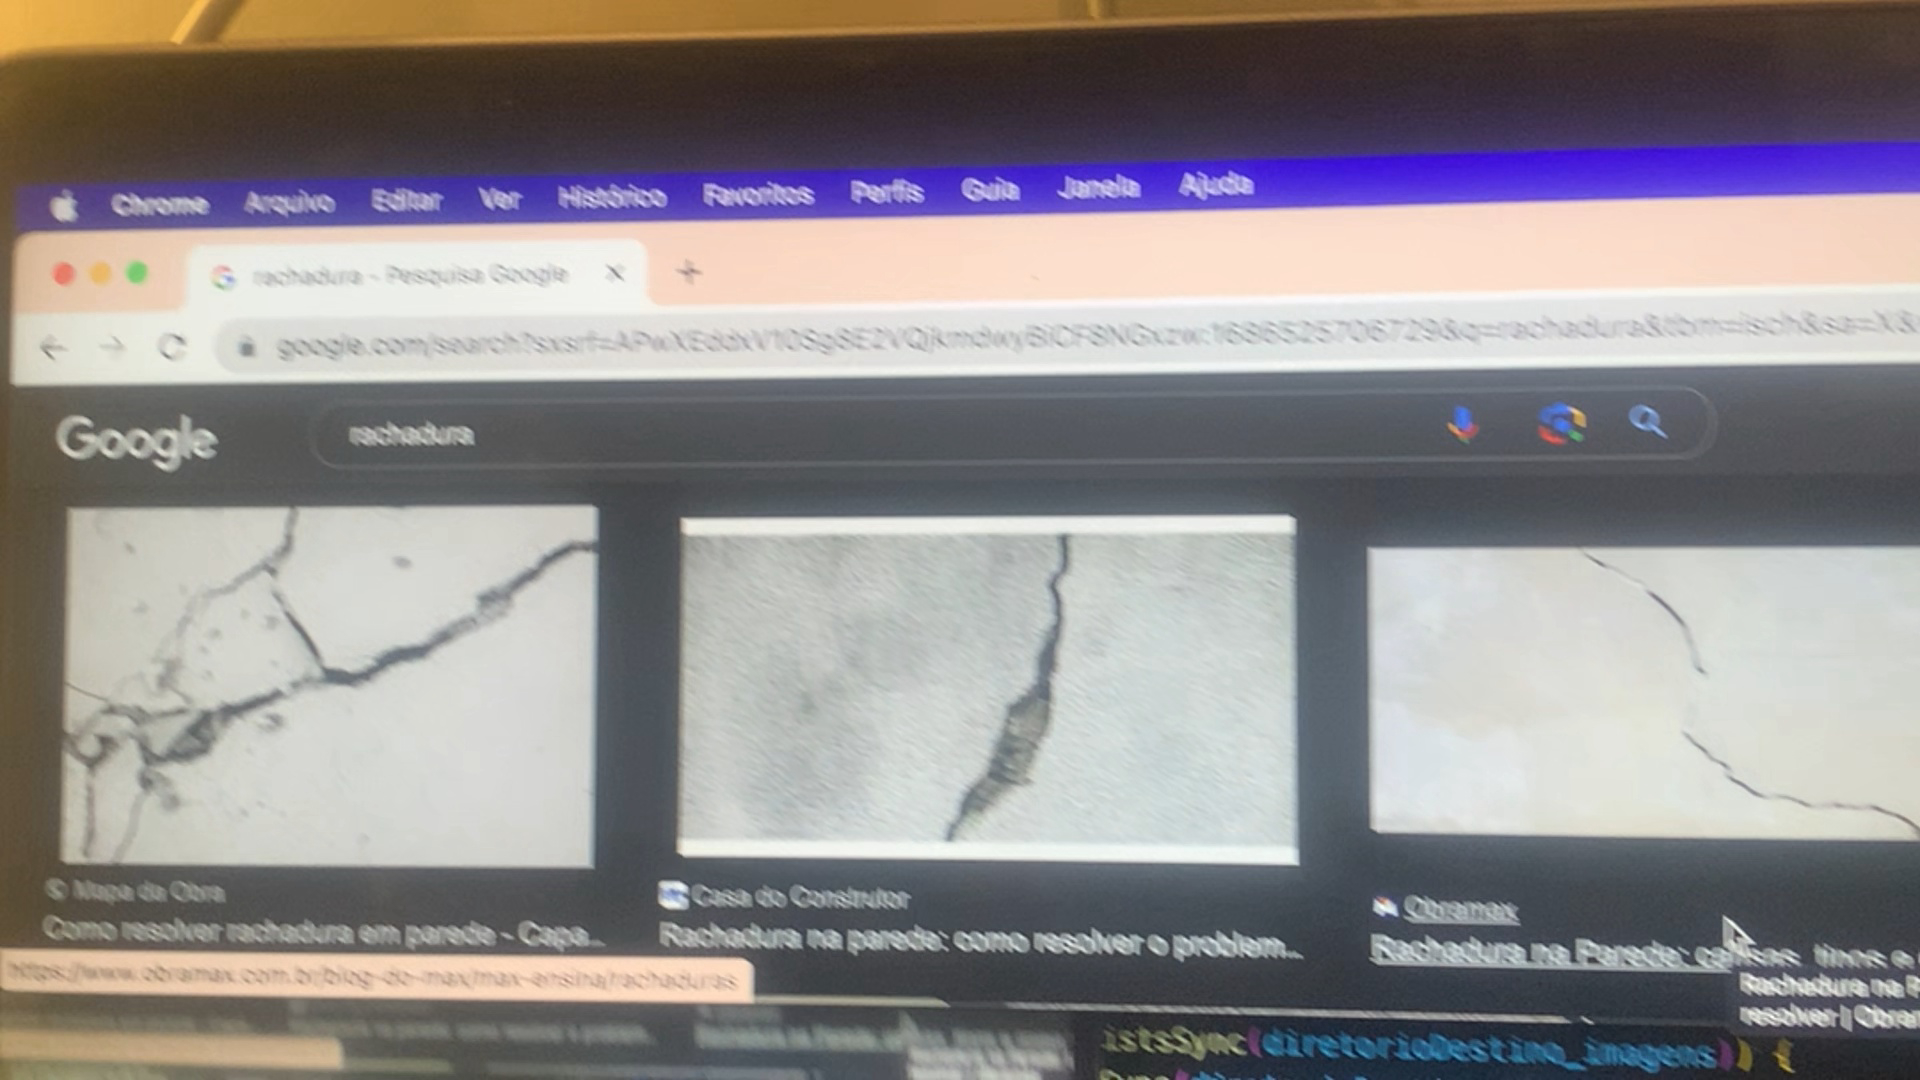 Chrome Arquivo Editar Ver Histórico Favoritos Perfis Guia Janela Ajuda
rachadura - Pesquisa Google
google.com/search?sxsrf=APwXEddxV10Sg8E2VQjkmdwyBiCF8NGxzw:1686525706729&q=rachadura&tbm=isch&sa=X&
Google rachadura
Mapa da Obra
Como resolver rachadura em parede - Capa...
Casa do Construtor
Rachadura na parede: como resolver o problem...
Obramax
Rachadura na Parede: causas, tipos e
Rachadura na P
resolver | Obram
https://www.obramax.com.br/blog-do-max/max-ensina/rachaduras
istsSync(diretorioDestino_imagens)) {